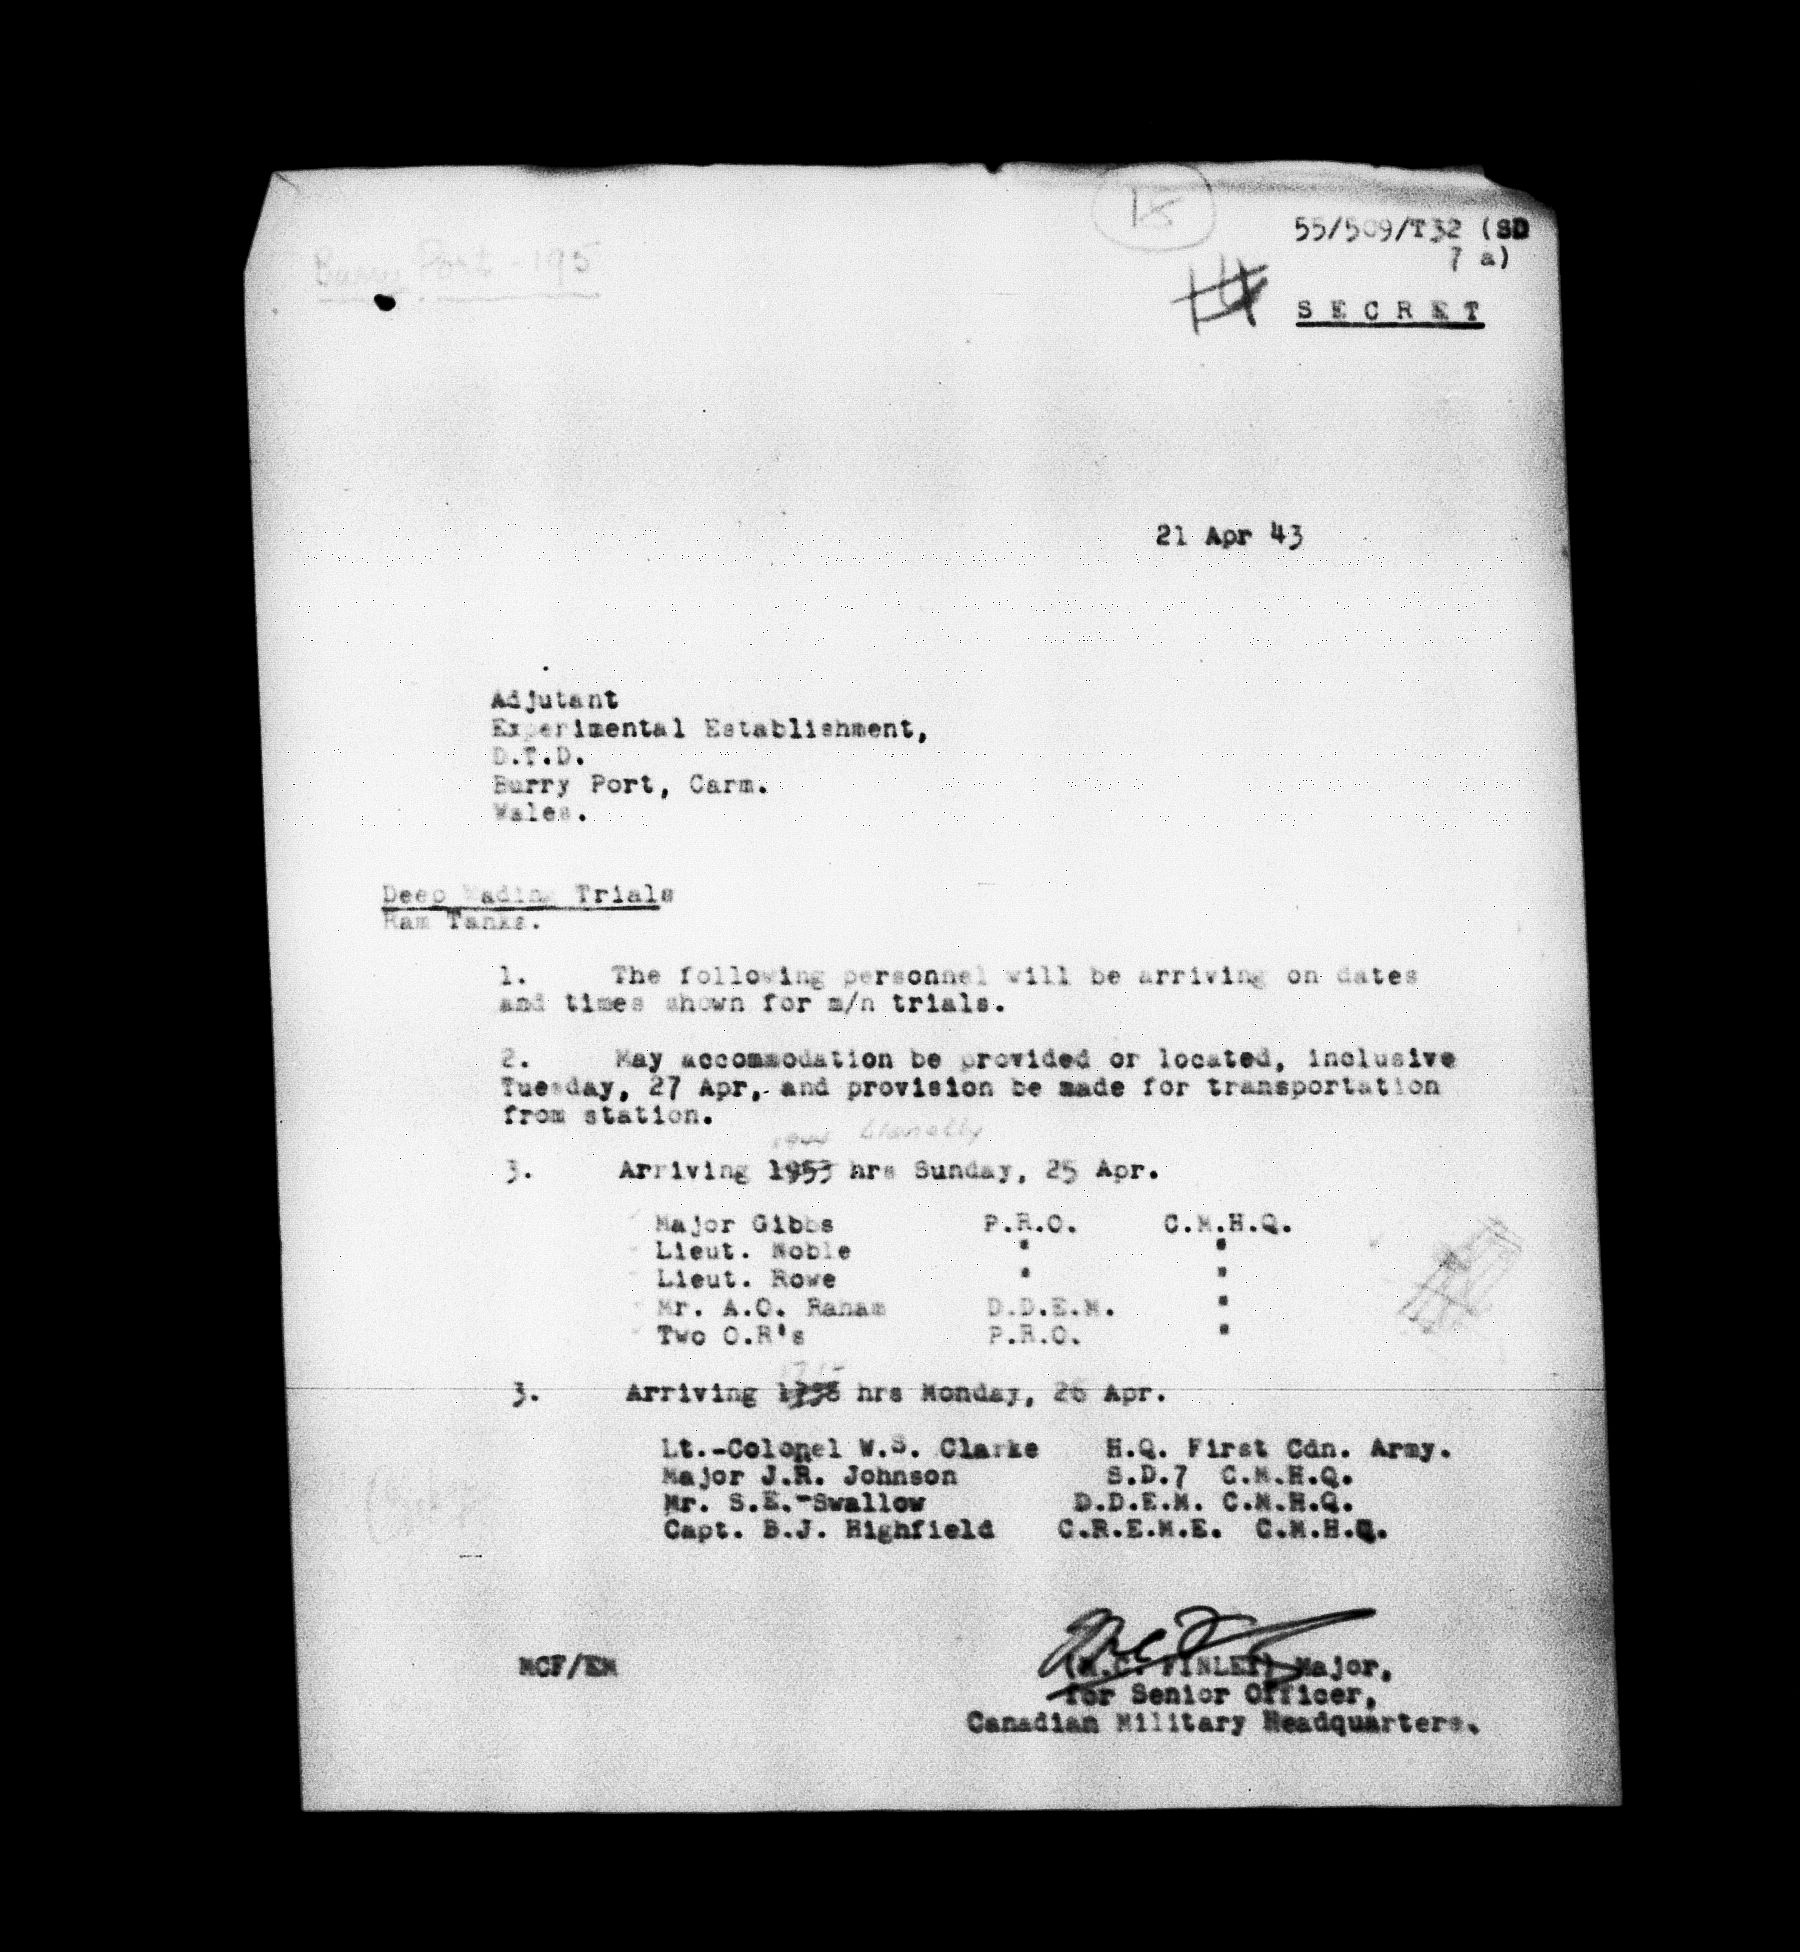 15
55/509/T32 (SD
7 a)
Burry Port - 195
S E C R E T
21 Apr 43
Adjutant
Experimental Establishment,
D.T.D.
Burry Port, Carm.
Wales.
Deep Wading Trials
Ram Tanks.
1. The following personnel will be arriving on dates
and times shown for m/n trials.
2. May accommodation be provided or located, inclusive
Tuesday, 27 Apr, and provision be made for transportation
from station.
Llanelly
3. Arriving 1953 hrs Sunday, 25 Apr.
Major Gibbs P.R.O. C.M.H.Q.
Lieut. Noble " "
Lieut. Rowe " "
Mr. A.O. Raham D.D.E.M. "
Two O.R's P.R.O. "
3. Arriving hrs Monday, 26 Apr.
Lt.-Colonel W.S. Clarke H.Q. First Cdn. Army.
Major J.R. Johnson S.D.7 C.M.H.Q.
Mr. S.E.-Swallow D.D.E.M. C.M.H.Q.
Capt. B.J. Highfield C.R.E.M.E. C.M.H.Q.
MCF/EM
(M.C. FINLEY) Major,
for Senior Officer,
Canadian Military Headquarters.